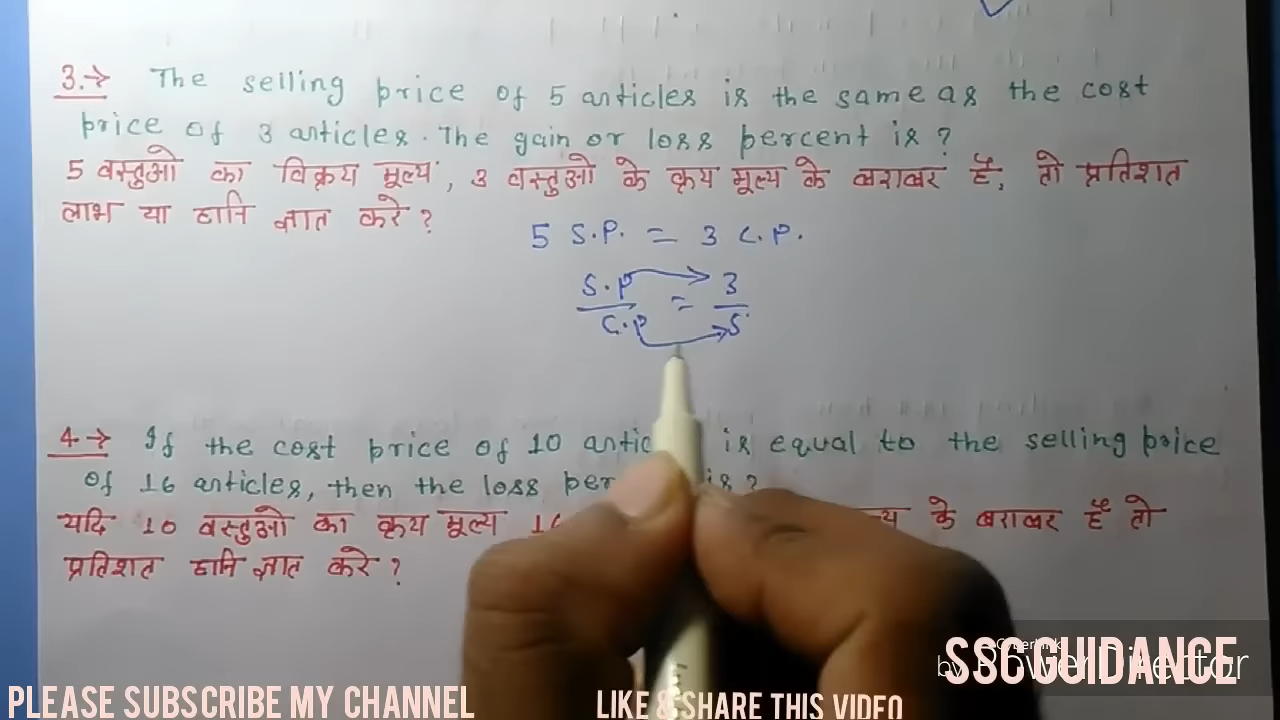 3.→ The selling price of 5 articles is the same as the cost
price of 3 articles. The gain or loss percent is?
5 वस्तुओ का विक्रय मूल्य, 3 वस्तुओ के क्रय मूल्य के बराबर है, तो प्रतिशत
लाभ या हानि ज्ञात करे?
5 S.P. = 3 C.P.
S.P = 3
C.P 5
4.→ If the cost price of 10 is equal to the selling price
of 16 articles, then the loss is?
यदि 10 वस्तुओ का क्रय मूल्य के बराबर है तो
प्रतिशत हानि ज्ञात करे?
SSC GUIDANCE
by PowerDirector
PLEASE SUBSCRIBE MY CHANNEL
LIKE & SHARE THIS VIDEO